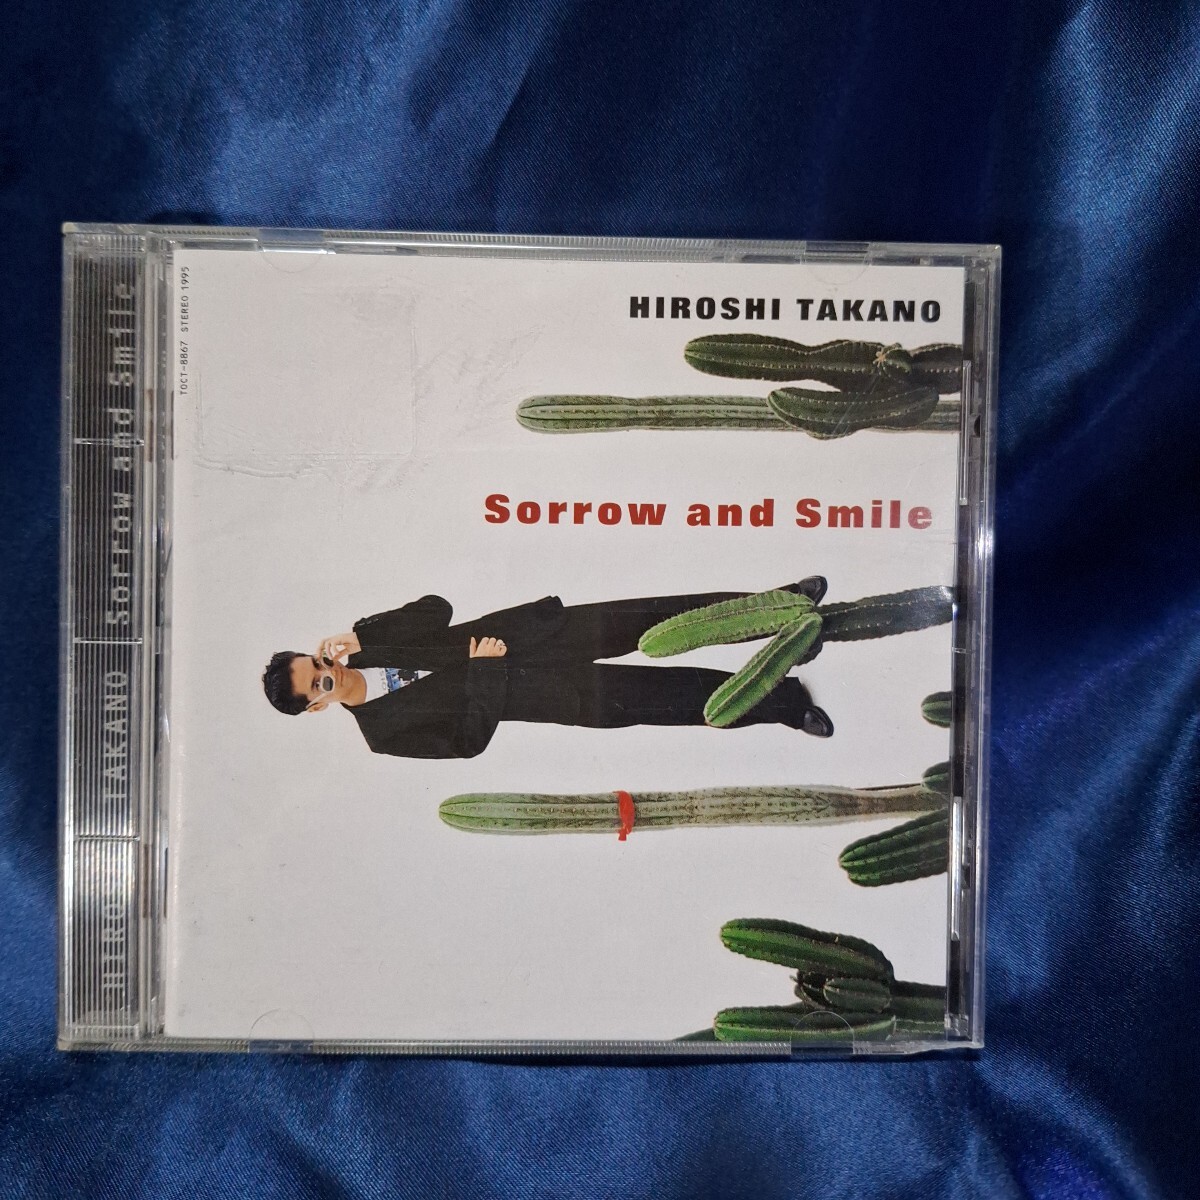 HIROSHI TAKANO
Sorrow and Smile
TOCT-8867 STEREO 1995
HIROSHI TAKANO Sorrow and Smile